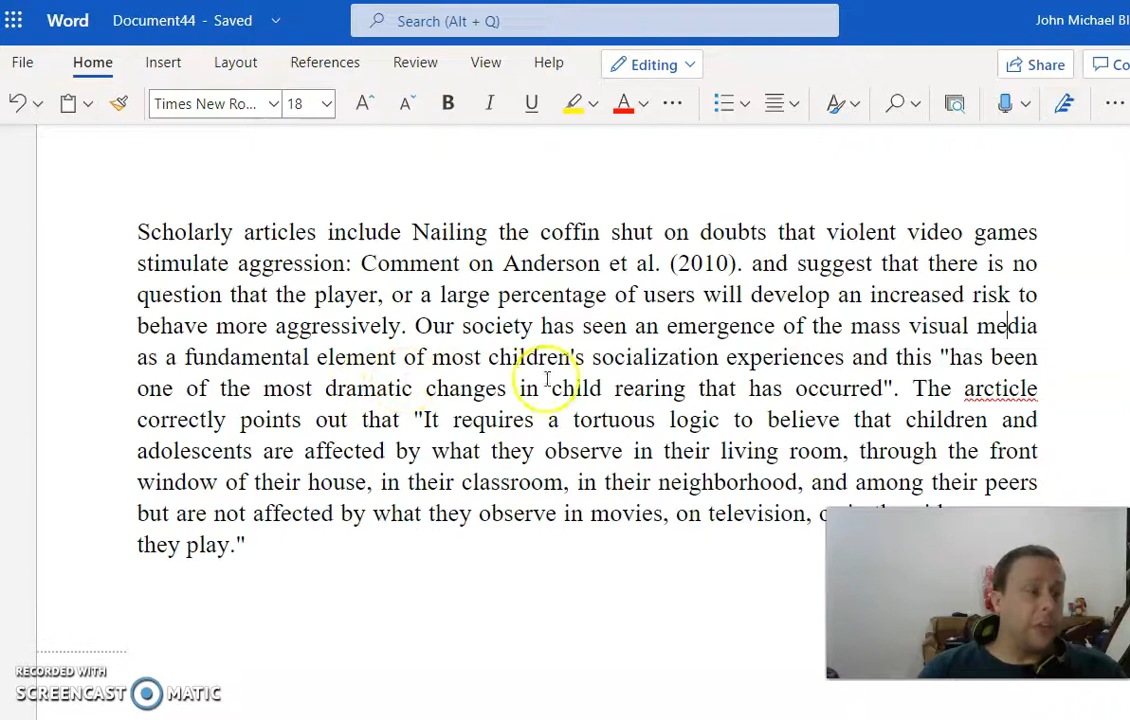 Word Document44 - Saved Search (Alt + Q) John Michael Bl
File Home Insert Layout References Review View Help Editing Share Co
Times New Ro... 18 A A B I U A
Scholarly articles include Nailing the coffin shut on doubts that violent video games
stimulate aggression: Comment on Anderson et al. (2010). and suggest that there is no
question that the player, or a large percentage of users will develop an increased risk to
behave more aggressively. Our society has seen an emergence of the mass visual media
as a fundamental element of most children's socialization experiences and this "has been
one of the most dramatic changes in child rearing that has occurred". The arcticle
correctly points out that "It requires a tortuous logic to believe that children and
adolescents are affected by what they observe in their living room, through the front
window of their house, in their classroom, in their neighborhood, and among their peers
but are not affected by what they observe in movies, on television,
they play."
RECORDED WITH
SCREENCAST MATIC